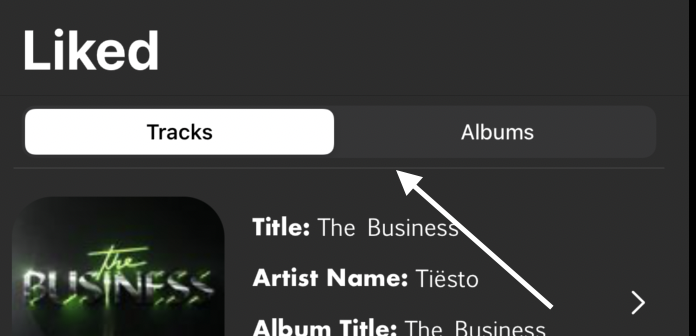 Liked
Tracks Albums
the
BUSINESS
Title: The Business
Artist Name: Tiësto
Album Title: The Business